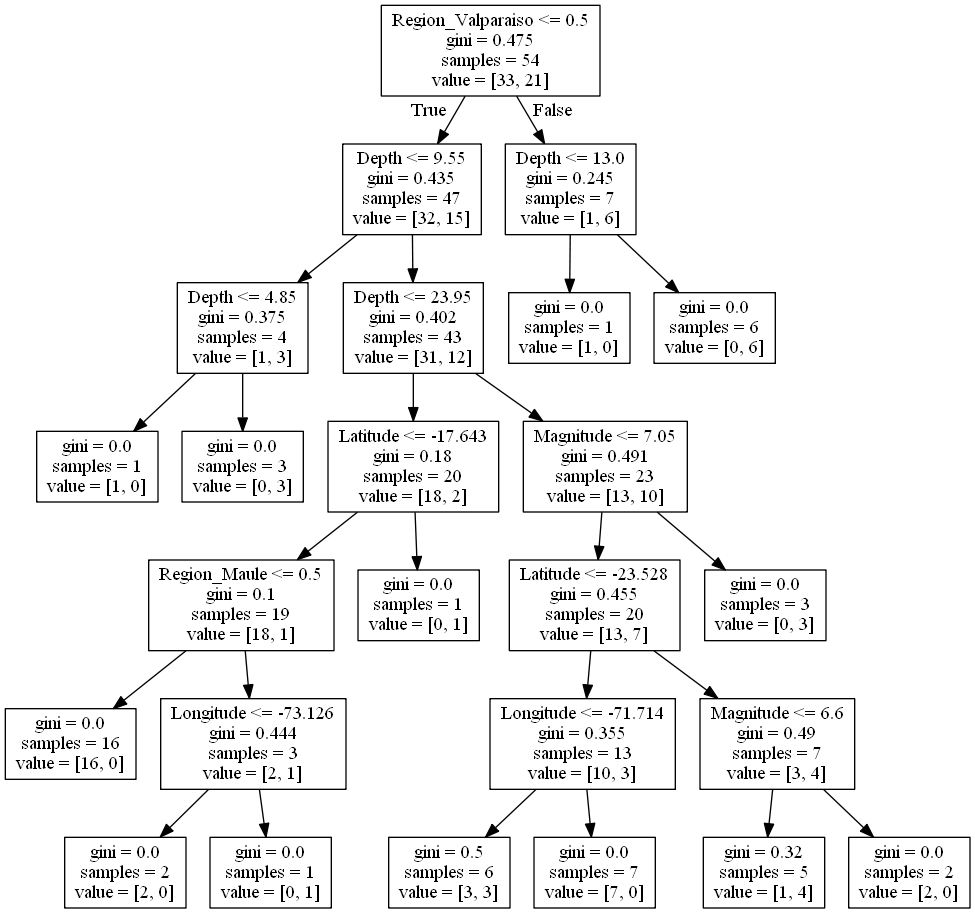 Region_Valparaiso <= 0.5
gini = 0.475
samples = 54
value = [33, 21]
True
False
Depth <= 9.55
gini = 0.435
samples = 47
value = [32, 15]
Depth <= 13.0
gini = 0.245
samples = 7
value = [1, 6]
Depth <= 4.85
gini = 0.375
samples = 4
value = [1, 3]
Depth <= 23.95
gini = 0.402
samples = 43
value = [31, 12]
gini = 0.0
samples = 1
value = [1, 0]
gini = 0.0
samples = 6
value = [0, 6]
gini = 0.0
samples = 1
value = [1, 0]
gini = 0.0
samples = 3
value = [0, 3]
Latitude <= -17.643
gini = 0.18
samples = 20
value = [18, 2]
Magnitude <= 7.05
gini = 0.491
samples = 23
value = [13, 10]
Region_Maule <= 0.5
gini = 0.1
samples = 19
value = [18, 1]
gini = 0.0
samples = 1
value = [0, 1]
Latitude <= -23.528
gini = 0.455
samples = 20
value = [13, 7]
gini = 0.0
samples = 3
value = [0, 3]
gini = 0.0
samples = 16
value = [16, 0]
Longitude <= -73.126
gini = 0.444
samples = 3
value = [2, 1]
Longitude <= -71.714
gini = 0.355
samples = 13
value = [10, 3]
Magnitude <= 6.6
gini = 0.49
samples = 7
value = [3, 4]
gini = 0.0
samples = 2
value = [2, 0]
gini = 0.0
samples = 1
value = [0, 1]
gini = 0.5
samples = 6
value = [3, 3]
gini = 0.0
samples = 7
value = [7, 0]
gini = 0.32
samples = 5
value = [1, 4]
gini = 0.0
samples = 2
value = [2, 0]